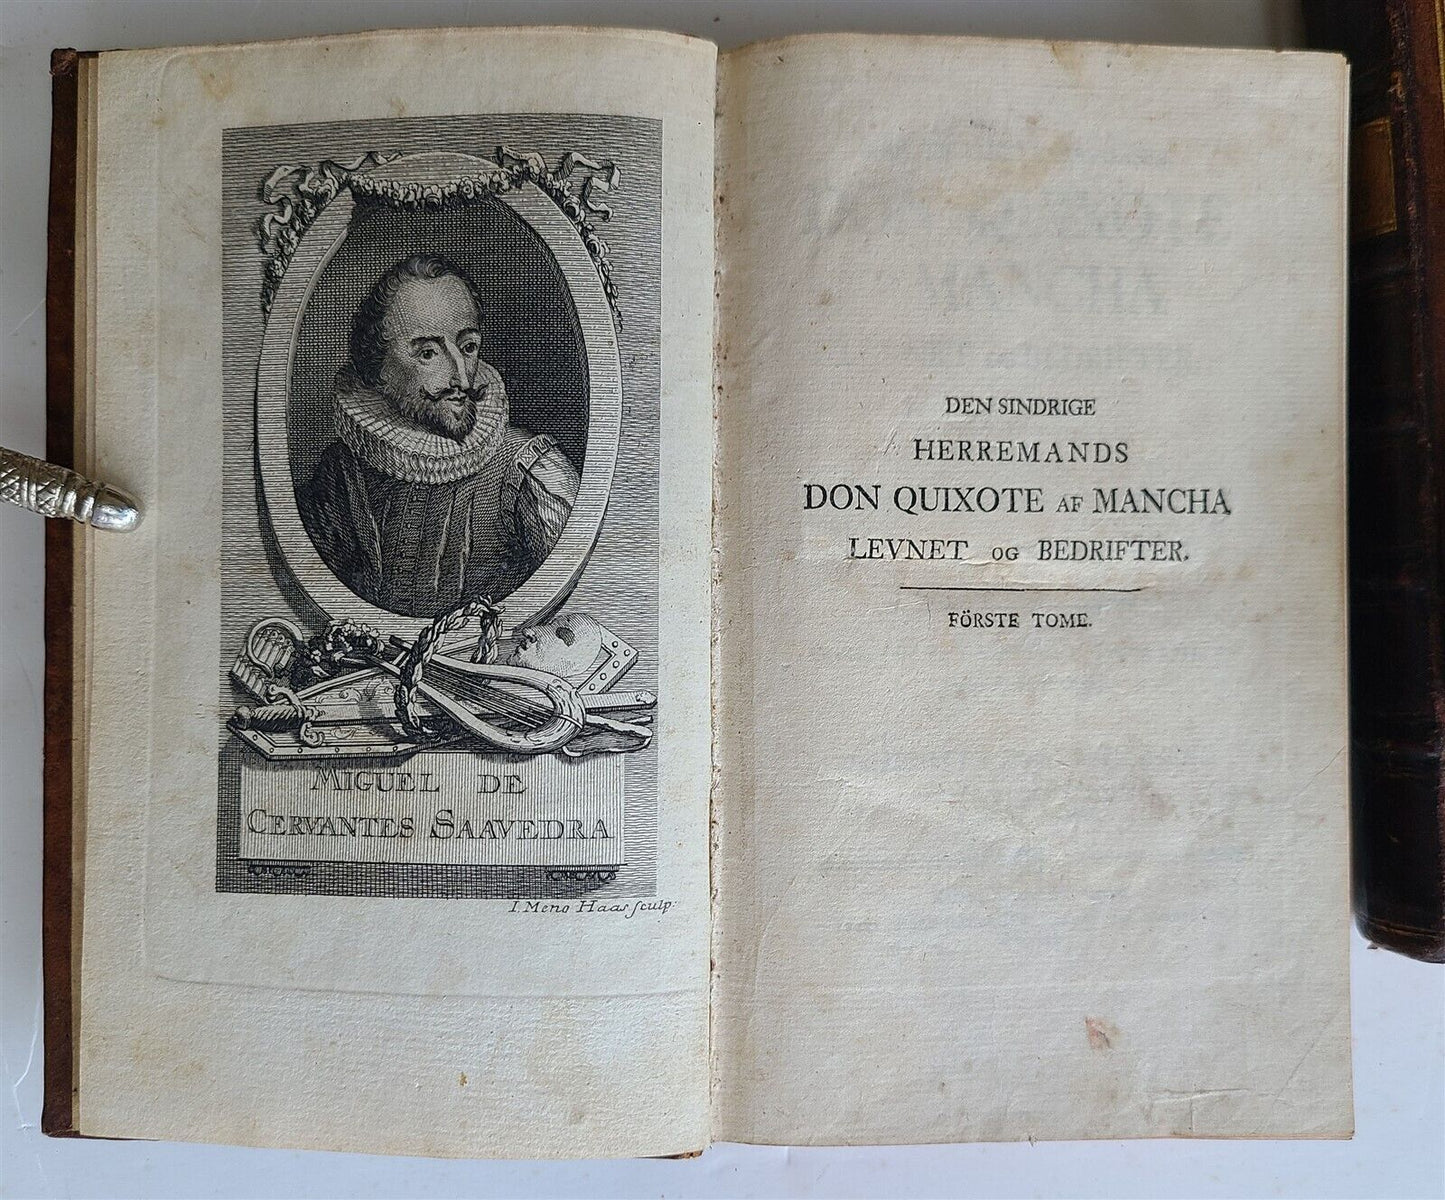 MIGUEL DE
CERVANTES SAAVEDRA
I. Meno Haas sculp:
DEN SINDRIGE
HERREMANDS
DON QUIXOTE AF MANCHA
LEVNET OG BEDRIFTER.
FÖRSTE TOME.